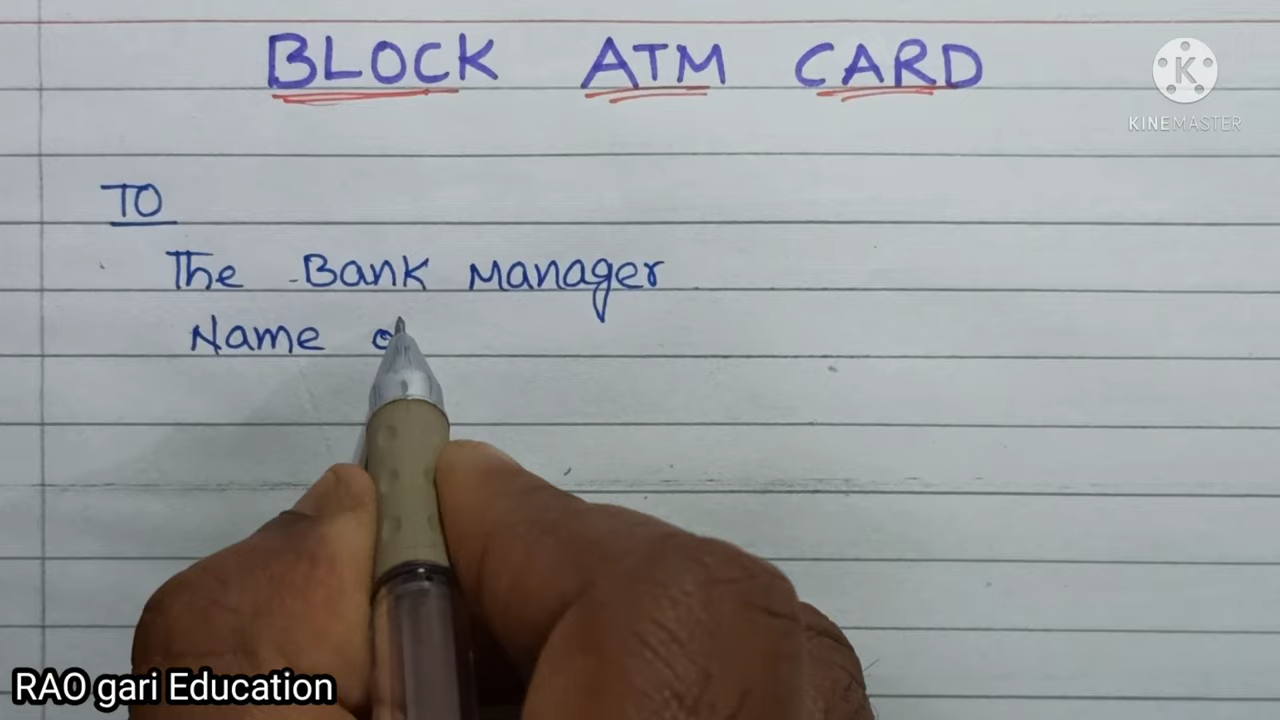 BLOCK ATM CARD
K
KINEMASTER
TO
The Bank Manager
Name o
RAO gari Education